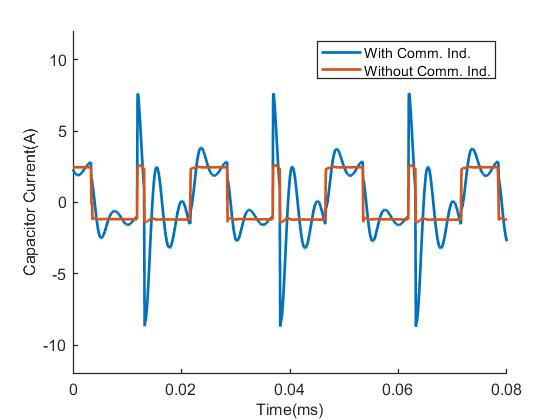 With Comm. Ind.
Without Comm. Ind.
10
5
0
-5
-10
Capacitor Current(A)
0
0.02
0.04
0.06
0.08
Time(ms)